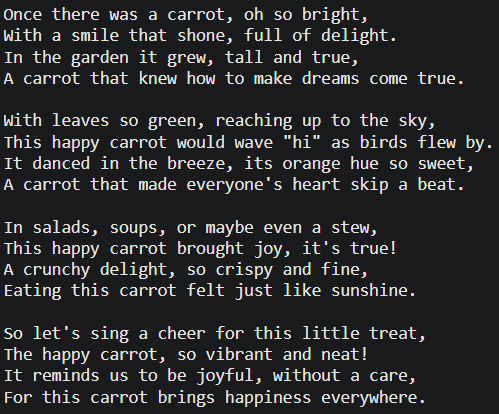 Once there was a carrot, oh so bright,
With a smile that shone, full of delight.
In the garden it grew, tall and true,
A carrot that knew how to make dreams come true.

With leaves so green, reaching up to the sky,
This happy carrot would wave "hi" as birds flew by.
It danced in the breeze, its orange hue so sweet,
A carrot that made everyone's heart skip a beat.

In salads, soups, or maybe even a stew,
This happy carrot brought joy, it's true!
A crunchy delight, so crispy and fine,
Eating this carrot felt just like sunshine.

So let's sing a cheer for this little treat,
The happy carrot, so vibrant and neat!
It reminds us to be joyful, without a care,
For this carrot brings happiness everywhere.